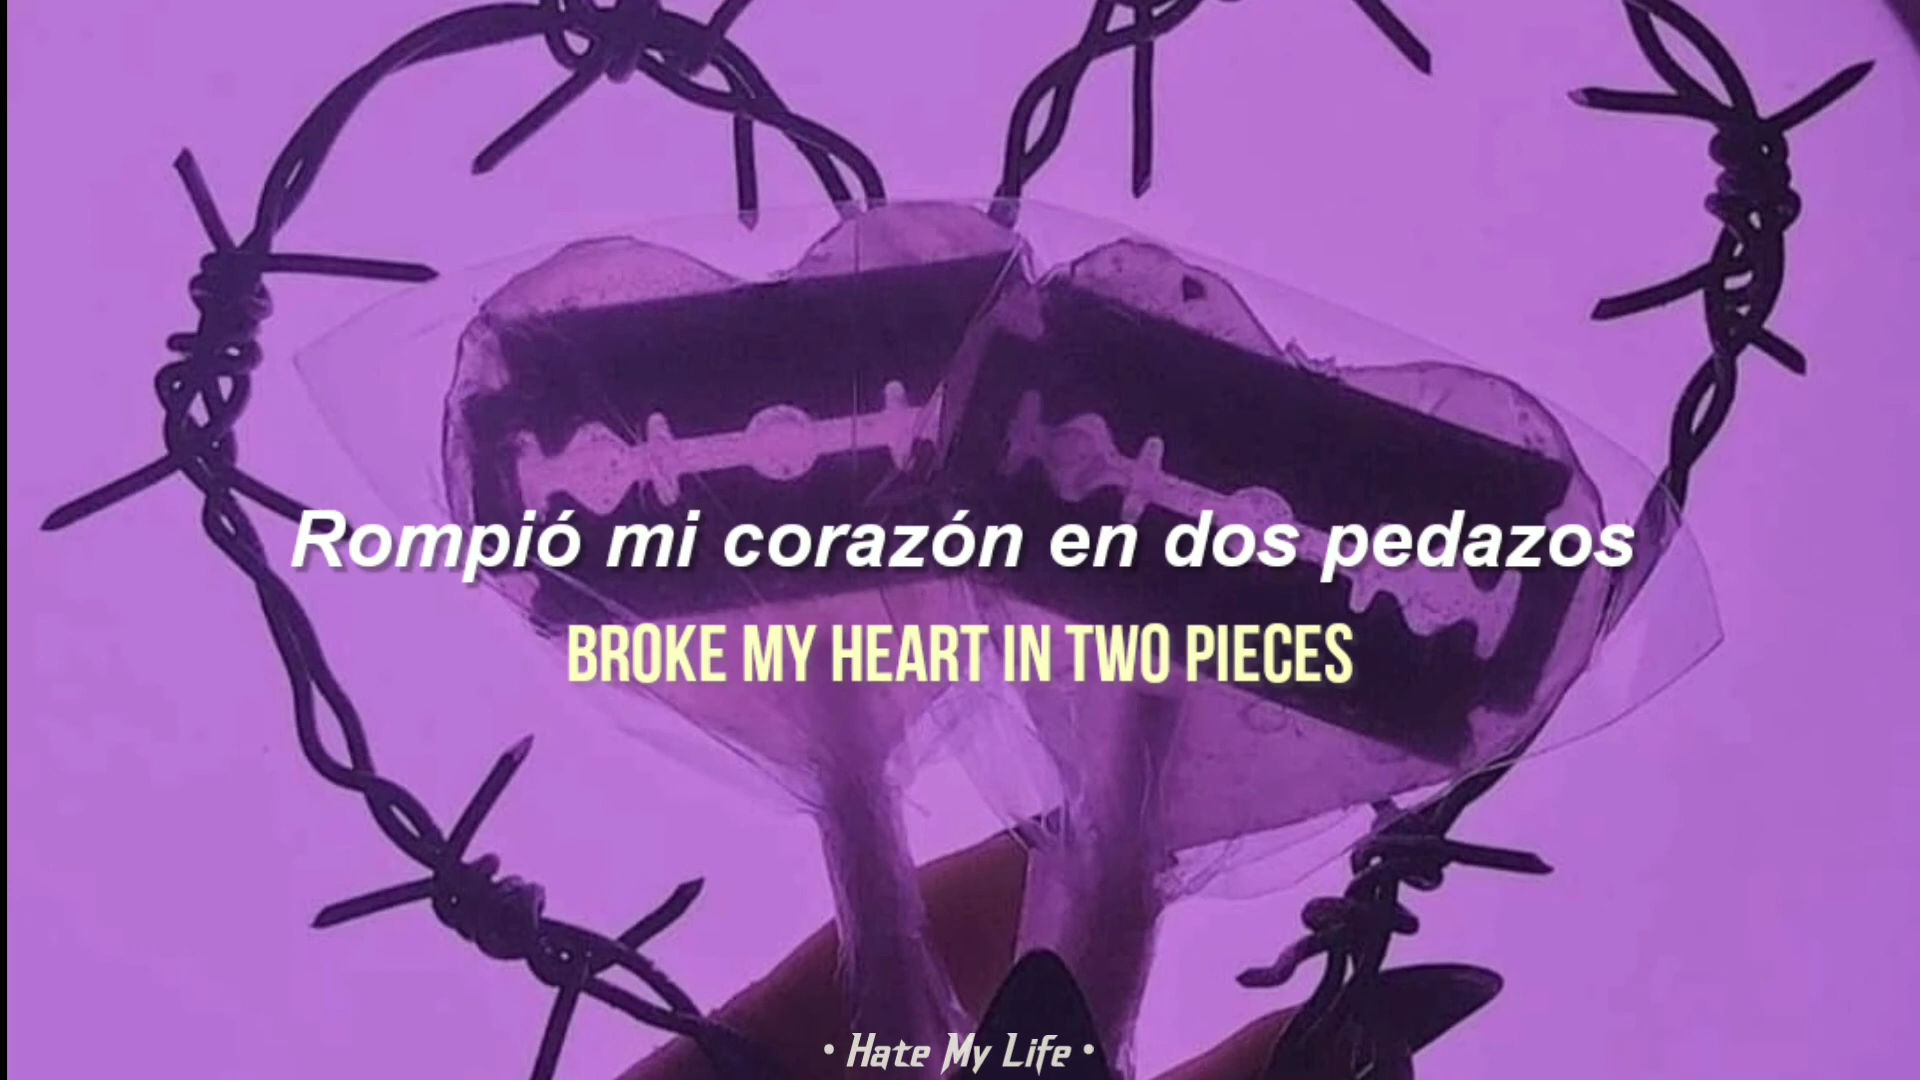 Rompió mi corazón en dos pedazos
BROKE MY HEART IN TWO PIECES
• Hate My Life •